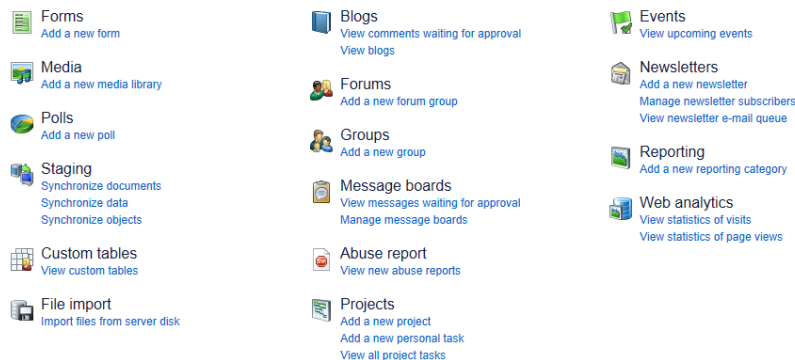 Forms
Add a new form
Media
Add a new media library
Polls
Add a new poll
Staging
Synchronize documents
Synchronize data
Synchronize objects
Custom tables
View custom tables
File import
Import files from server disk
Blogs
View comments waiting for approval
View blogs
Forums
Add a new forum group
Groups
Add a new group
Message boards
View messages waiting for approval
Manage message boards
Abuse report
View new abuse reports
Projects
Add a new project
Add a new personal task
View all project tasks
Events
View upcoming events
Newsletters
Add a new newsletter
Manage newsletter subscribers
View newsletter e-mail queue
Reporting
Add a new reporting category
Web analytics
View statistics of visits
View statistics of page views